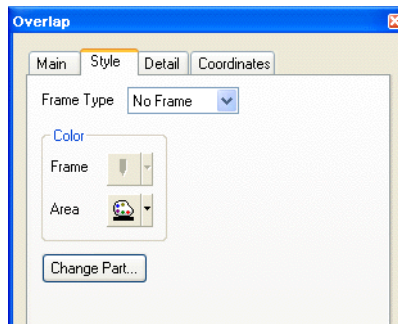 Overlap
Main Style Detail Coordinates
Frame Type No Frame
Color
Frame
Area
Change Part...